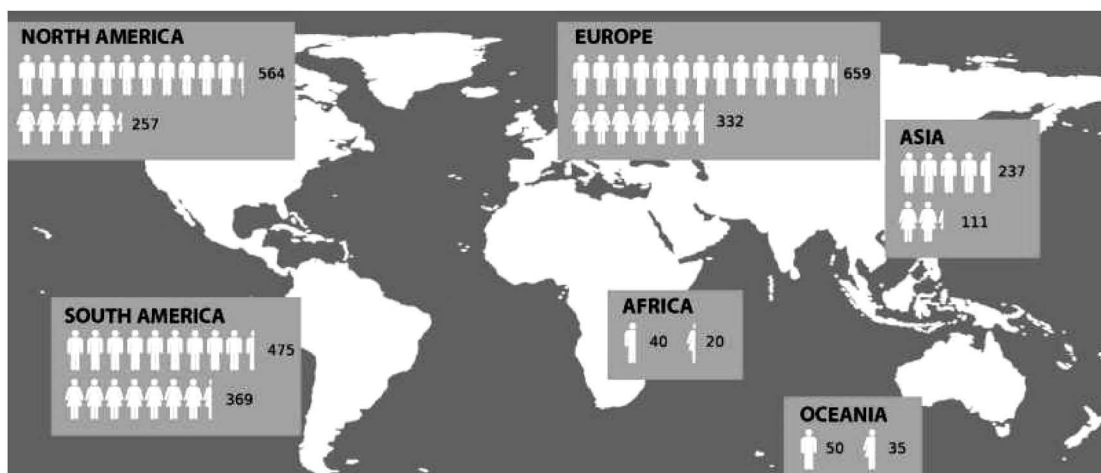 NORTH AMERICA
564
257
EUROPE
659
332
ASIA
237
111
SOUTH AMERICA
475
369
AFRICA
40 20
OCEANIA
50 35